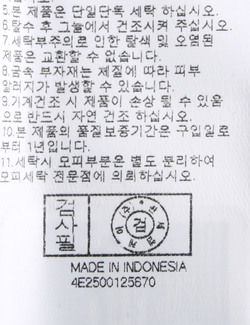 5.본 제품은 단일단독 세탁 하십시오.
6.탈수 후 그늘에서 건조시켜 주십시오.
7.세탁부주의로 인한 탈색 및 오염된
제품은 교환할 수 없습니다.
8.금속 부자재는 체질에 따라 피부
알러지가 발생할 수 있습니다.
9.기계건조 시 제품이 손상 될 수 있음
으로 반드시 자연 건조 하십시오.
10.본 제품의 품질보증기간은 구입일로
부터 1년입니다.
11.세탁시 모피부분은 별도 분리하여
모피세탁 전문점에 의뢰하십시오.
검사필
검
MADE IN INDONESIA
4E2500125670